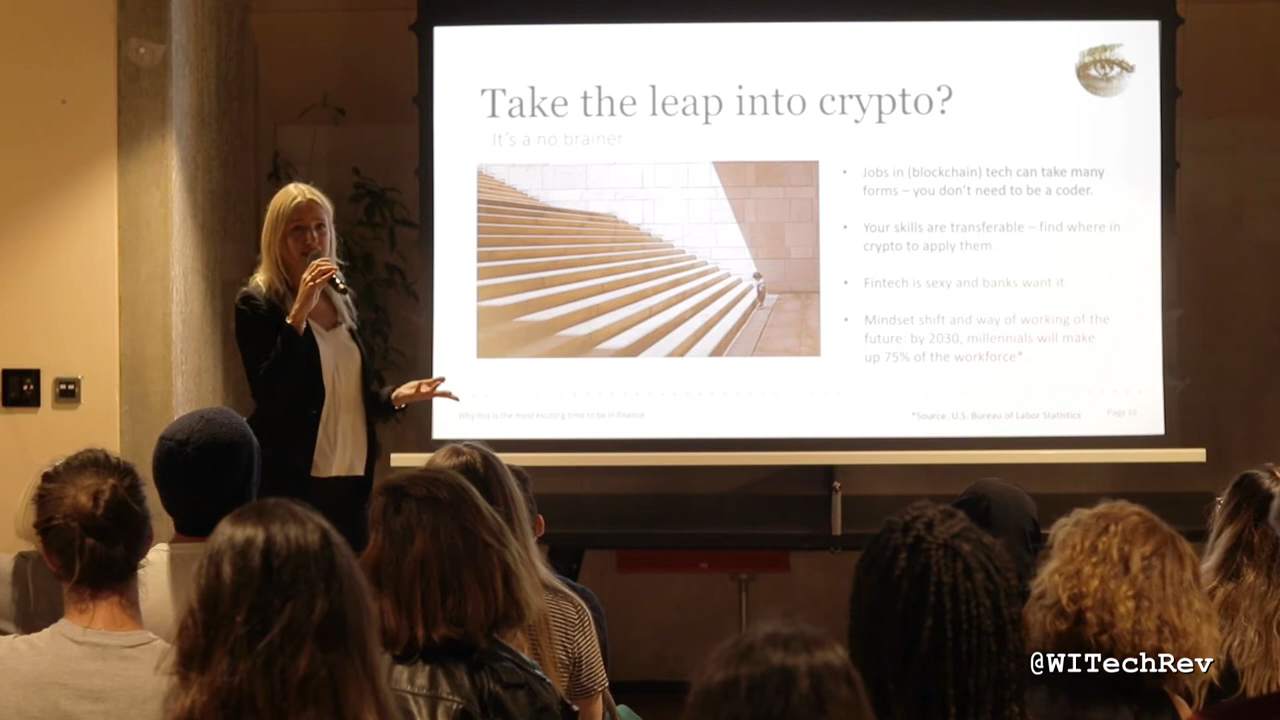 Take the leap into crypto?
It's a no brainer
• Jobs in (blockchain) tech can take many
forms – you don't need to be a coder.
• Your skills are transferable – find where in
crypto to apply them.
• Fintech is sexy and banks want it.
• Mindset shift and way of working of the
future: by 2030, millennials will make
up 75% of the workforce*.
Why this is the most exciting time to be in finance
*Source: U.S. Bureau of Labor Statistics
Page 10
@WITechRev